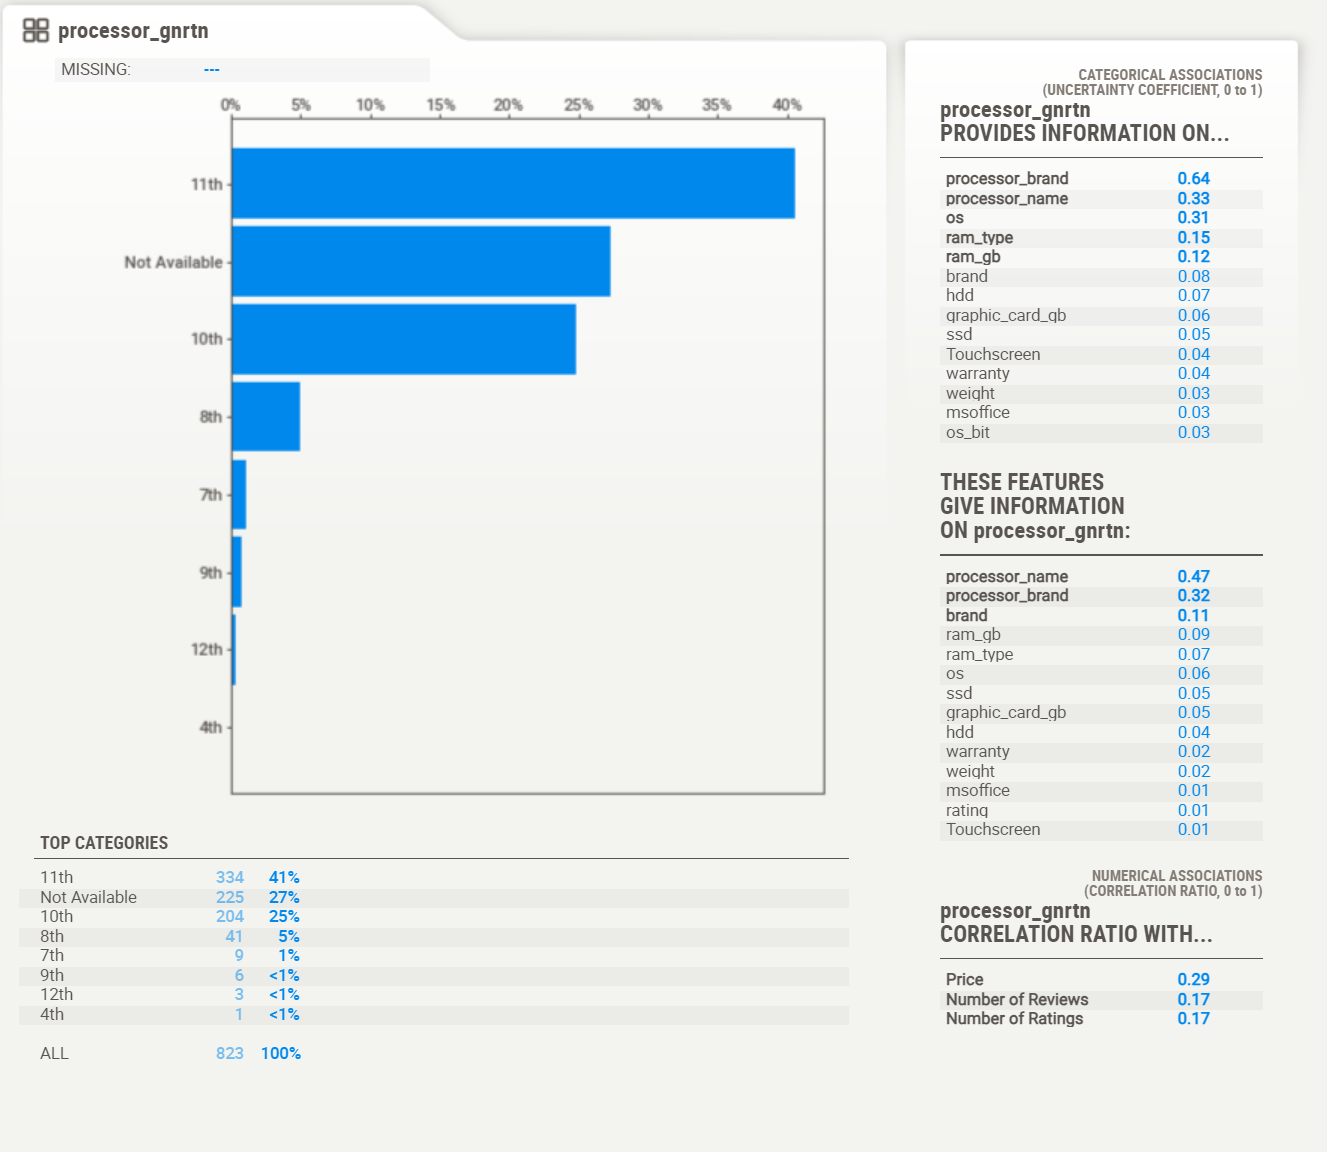 processor_gnrtn
MISSING: ---
0% 5% 10% 15% 20% 25% 30% 35% 40%
11th
Not Available
10th
8th
7th
9th
12th
4th
TOP CATEGORIES
11th 334 41%
Not Available 225 27%
10th 204 25%
8th 41 5%
7th 9 1%
9th 6 <1%
12th 3 <1%
4th 1 <1%
ALL 823 100%
CATEGORICAL ASSOCIATIONS
(UNCERTAINTY COEFFICIENT, 0 to 1)
processor_gnrtn
PROVIDES INFORMATION ON...
processor_brand 0.64
processor_name 0.33
os 0.31
ram_type 0.15
ram_gb 0.12
brand 0.08
hdd 0.07
graphic_card_gb 0.06
ssd 0.05
Touchscreen 0.04
warranty 0.04
weight 0.03
msoffice 0.03
os_bit 0.03
THESE FEATURES
GIVE INFORMATION
ON processor_gnrtn:
processor_name 0.47
processor_brand 0.32
brand 0.11
ram_gb 0.09
ram_type 0.07
os 0.06
ssd 0.05
graphic_card_gb 0.05
hdd 0.04
warranty 0.02
weight 0.02
msoffice 0.01
rating 0.01
Touchscreen 0.01
NUMERICAL ASSOCIATIONS
(CORRELATION RATIO, 0 to 1)
processor_gnrtn
CORRELATION RATIO WITH...
Price 0.29
Number of Reviews 0.17
Number of Ratings 0.17